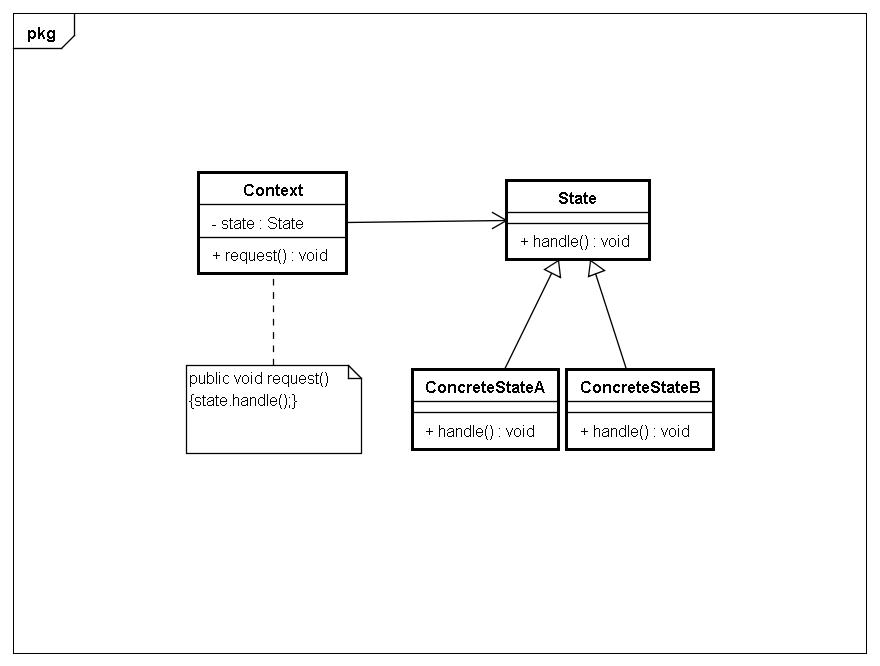 pkg
Context
- state : State
+ request() : void
State
+ handle() : void
public void request()
{state.handle();}
ConcreteStateA
+ handle() : void
ConcreteStateB
+ handle() : void